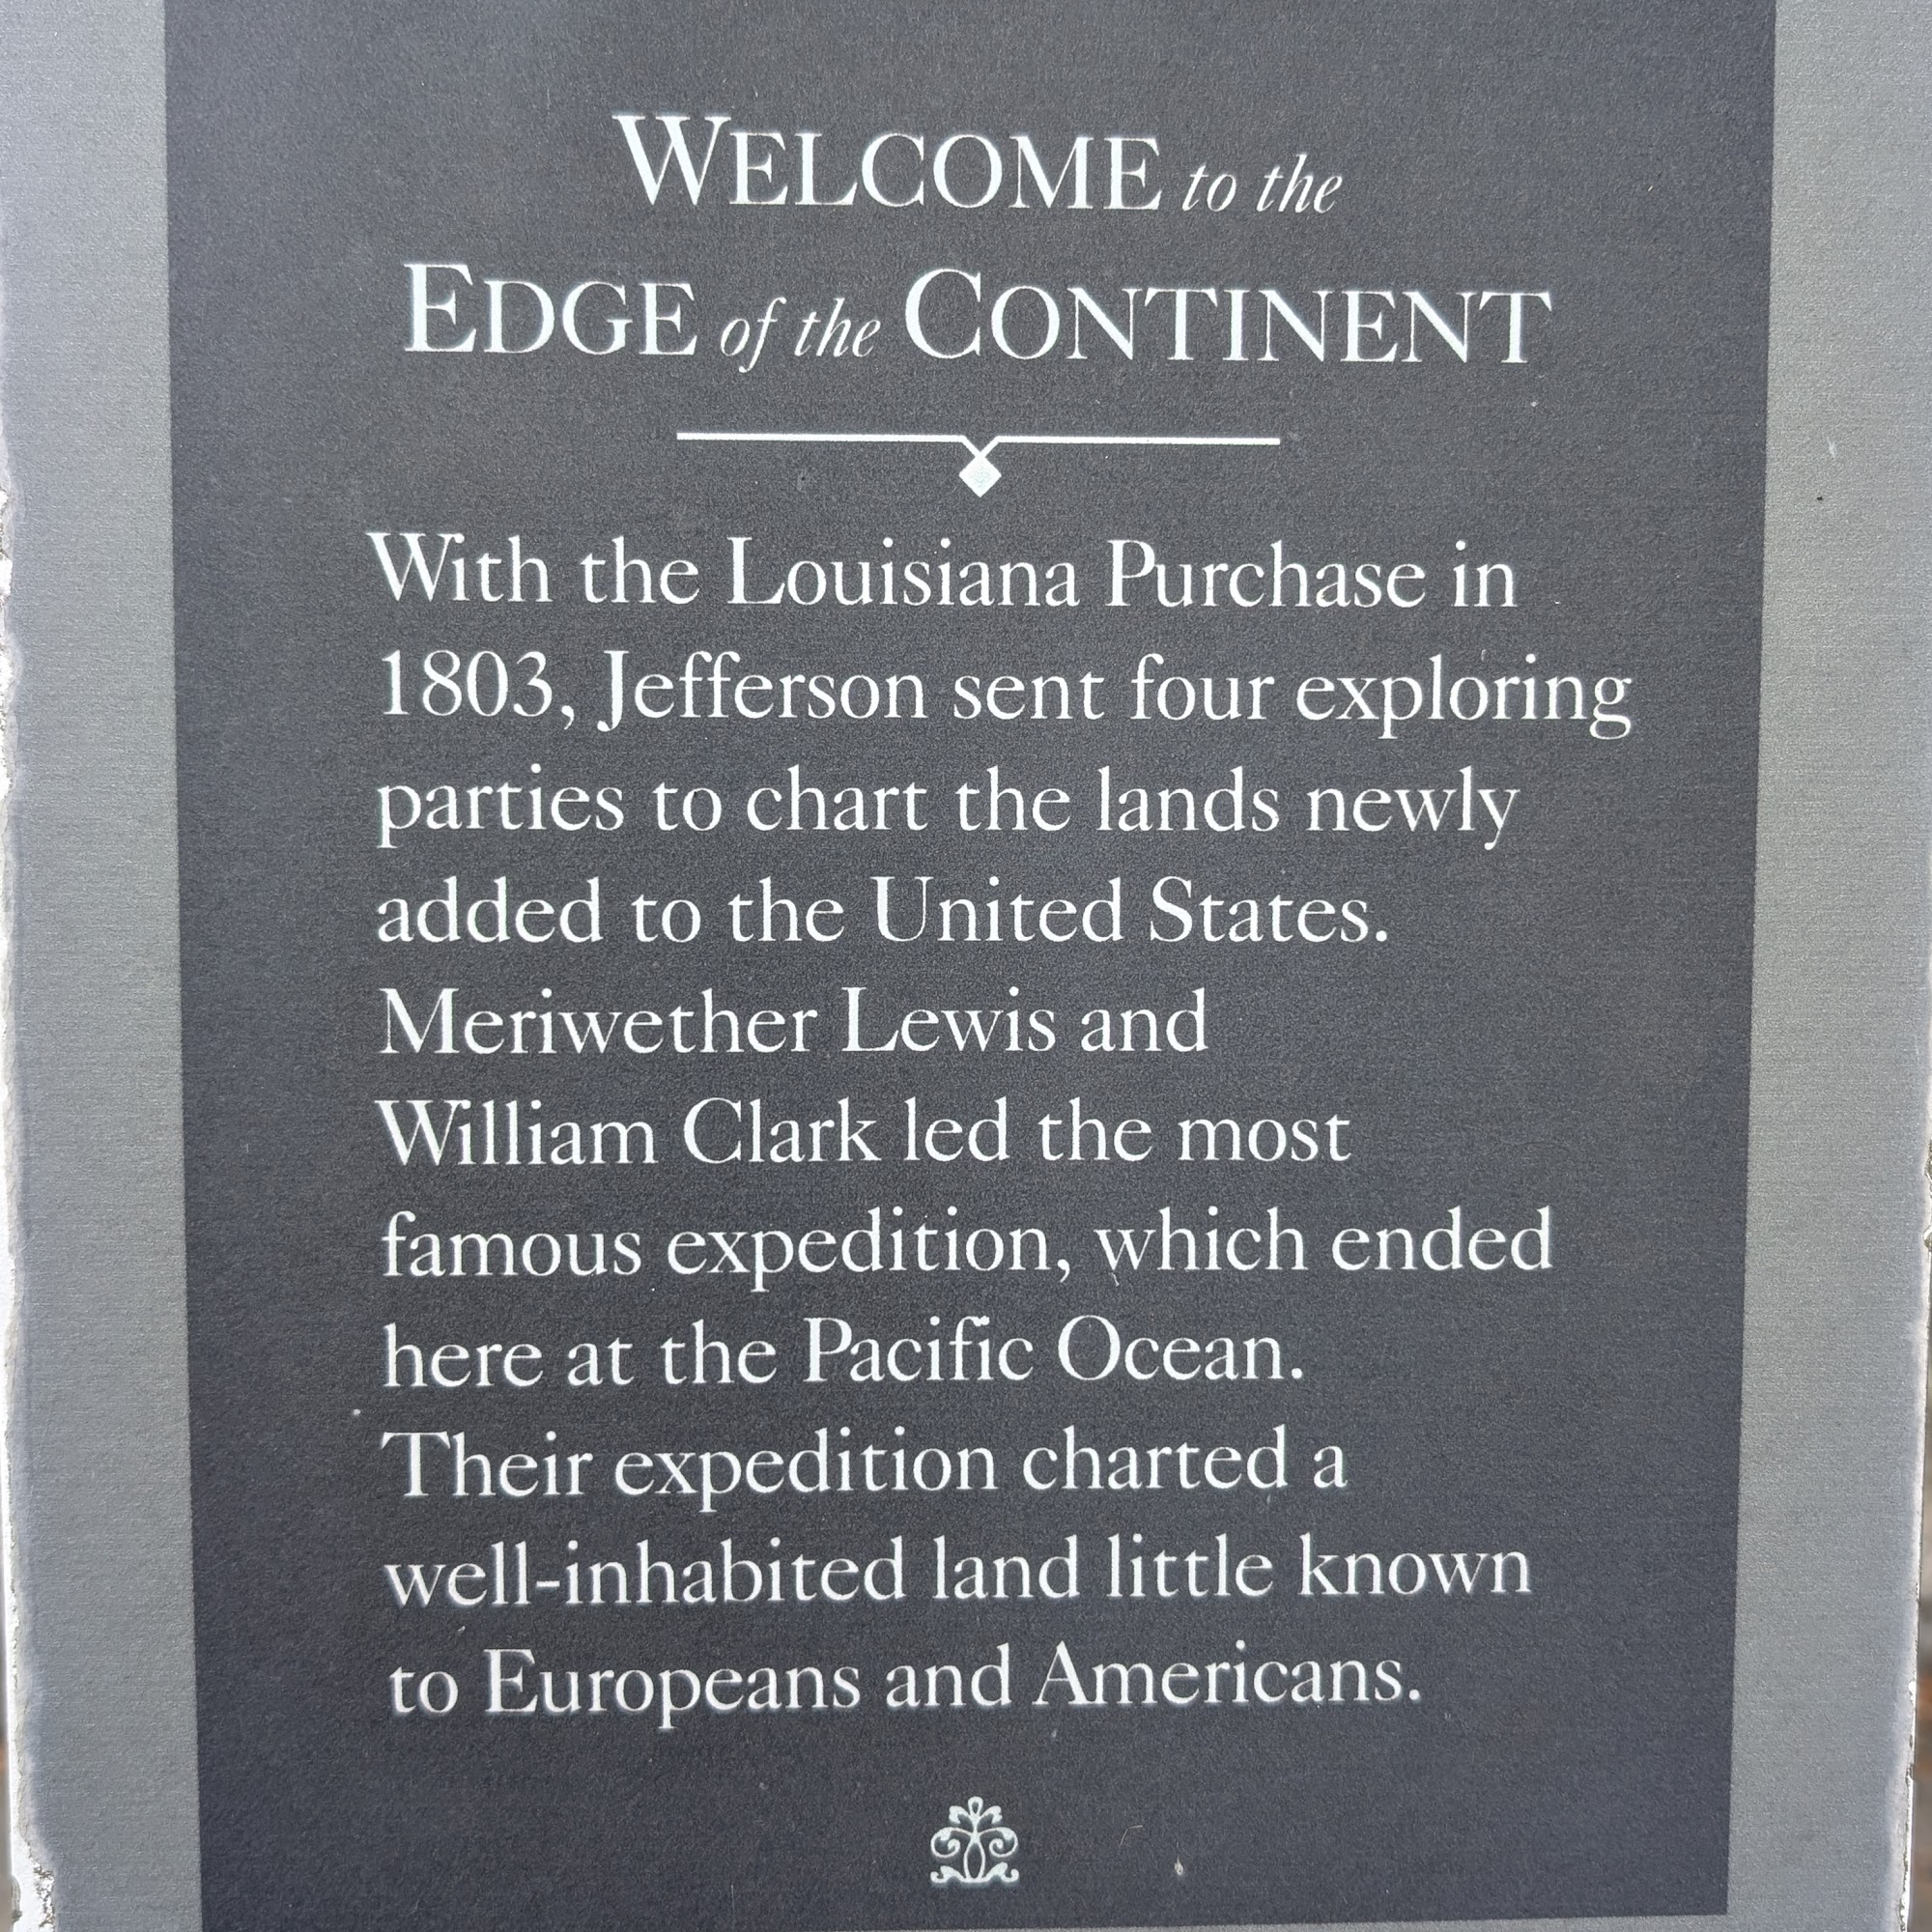 WELCOME to the
EDGE of the CONTINENT
With the Louisiana Purchase in
1803, Jefferson sent four exploring
parties to chart the lands newly
added to the United States.
Meriwether Lewis and
William Clark led the most
famous expedition, which ended
here at the Pacific Ocean.
Their expedition charted a
well-inhabited land little known
to Europeans and Americans.